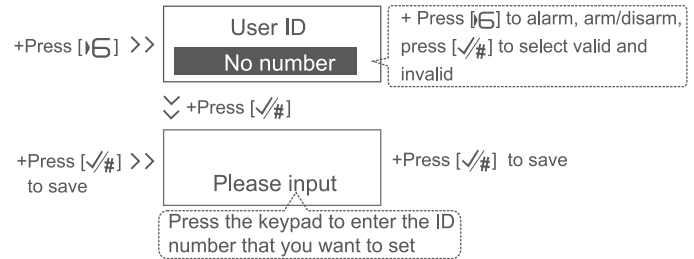 +Press [6] >>
User ID
No number
+ Press [6] to alarm, arm/disarm,
press [✓/#] to select valid and
invalid
+Press [✓/#]
+Press [✓/#] >>
to save
Please input
+Press [✓/#] to save
Press the keypad to enter the ID
number that you want to set